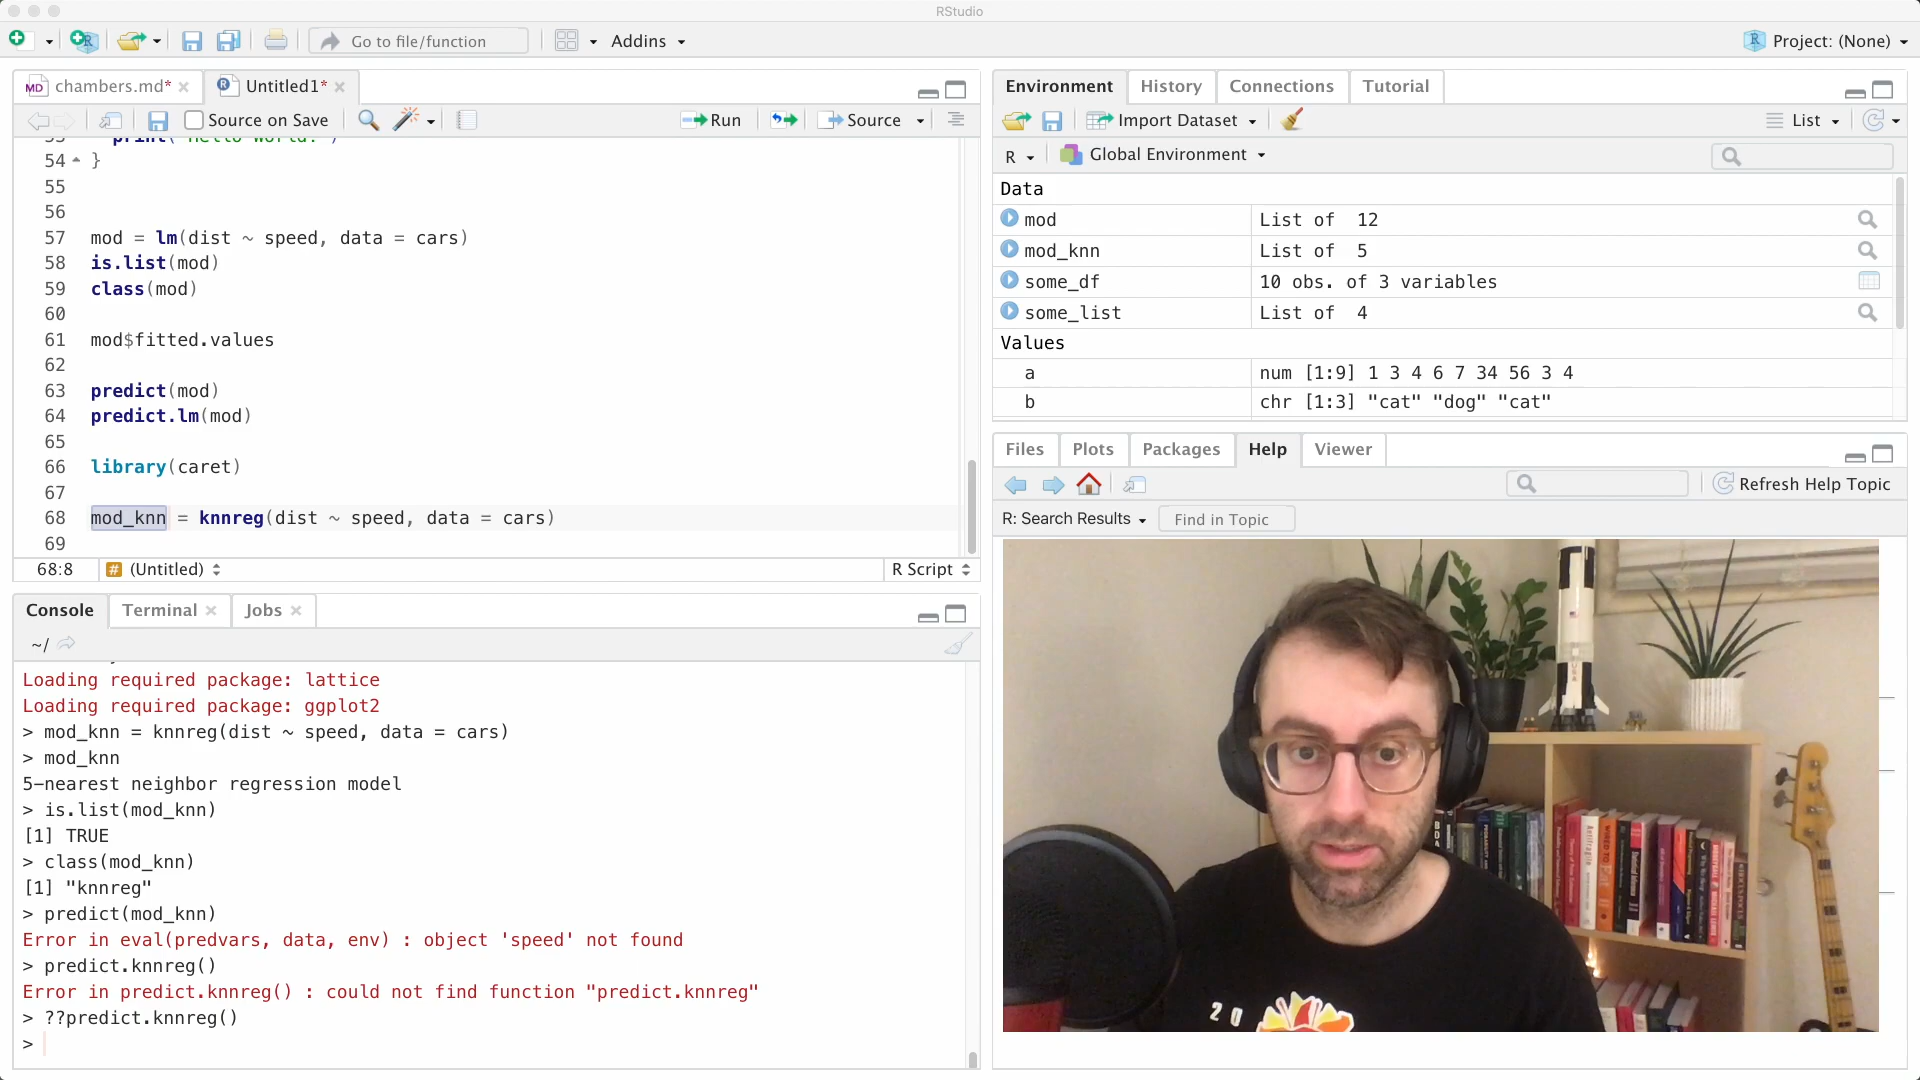 RStudio
Go to file/function
Addins
Project: (None)
MD chambers.md*
Untitled1*
Source on Save
Run
Source
54 }
55
56
57 mod = lm(dist ~ speed, data = cars)
58 is.list(mod)
59 class(mod)
60
61 mod$fitted.values
62
63 predict(mod)
64 predict.lm(mod)
65
66 library(caret)
67
68 mod_knn = knnreg(dist ~ speed, data = cars)
69
68:8 # (Untitled) R Script
Console Terminal Jobs
~/
Loading required package: lattice
Loading required package: ggplot2
> mod_knn = knnreg(dist ~ speed, data = cars)
> mod_knn
5-nearest neighbor regression model
> is.list(mod_knn)
[1] TRUE
> class(mod_knn)
[1] "knnreg"
> predict(mod_knn)
Error in eval(predvars, data, env) : object 'speed' not found
> predict.knnreg()
Error in predict.knnreg() : could not find function "predict.knnreg"
> ??predict.knnreg()
>
Environment History Connections Tutorial
Import Dataset
List
R Global Environment
Data
mod List of 12
mod_knn List of 5
some_df 10 obs. of 3 variables
some_list List of 4
Values
a num [1:9] 1 3 4 6 7 34 56 3 4
b chr [1:3] "cat" "dog" "cat"
Files Plots Packages Help Viewer
Refresh Help Topic
R: Search Results Find in Topic
USA
Antifragile
Statistical Inference
20